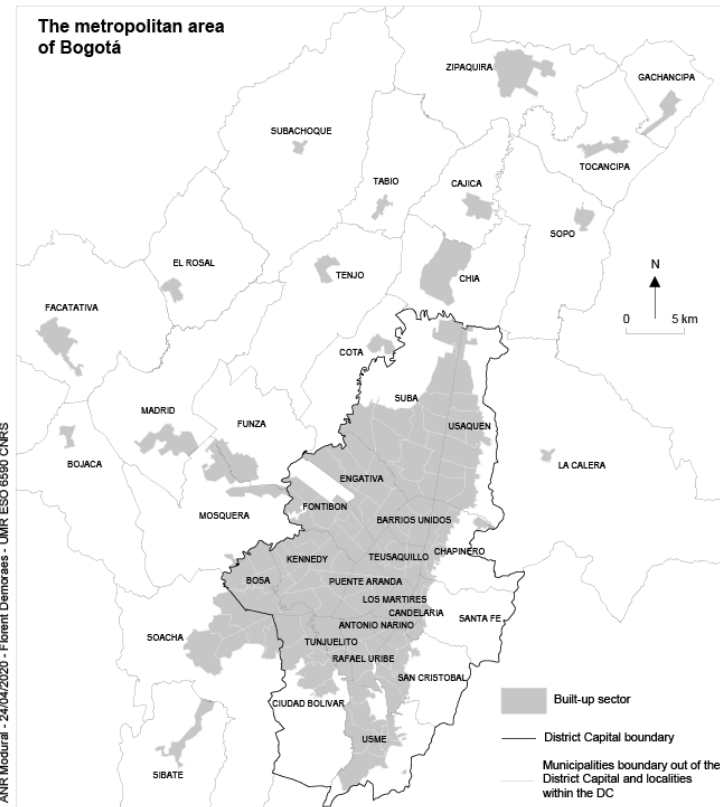 The metropolitan area
of Bogotá
ZIPAQUIRA
GACHANCIPA
SUBACHOQUE
TOCANCIPA
TABIO
CAJICA
SOPO
EL ROSAL
TENJO
CHIA
N
0 5 km
FACATATIVA
COTA
SUBA
MADRID
FUNZA
USAQUEN
BOJACA
LA CALERA
ENGATIVA
MOSQUERA
FONTIBON
BARRIOS UNIDOS
CHAPINERO
KENNEDY
TEUSAQUILLO
BOSA
PUENTE ARANDA
LOS MARTIRES
CANDELARIA
SANTA FE
ANTONIO NARINO
SOACHA
TUNJUELITO
RAFAEL URIBE
SAN CRISTOBAL
CIUDAD BOLIVAR
USME
SIBATE
Built-up sector
District Capital boundary
Municipalities boundary out of the
District Capital and localities
within the DC
ANR Modural - 24/04/2020 - Florent Demoraes - UMR ESO 6590 CNRS